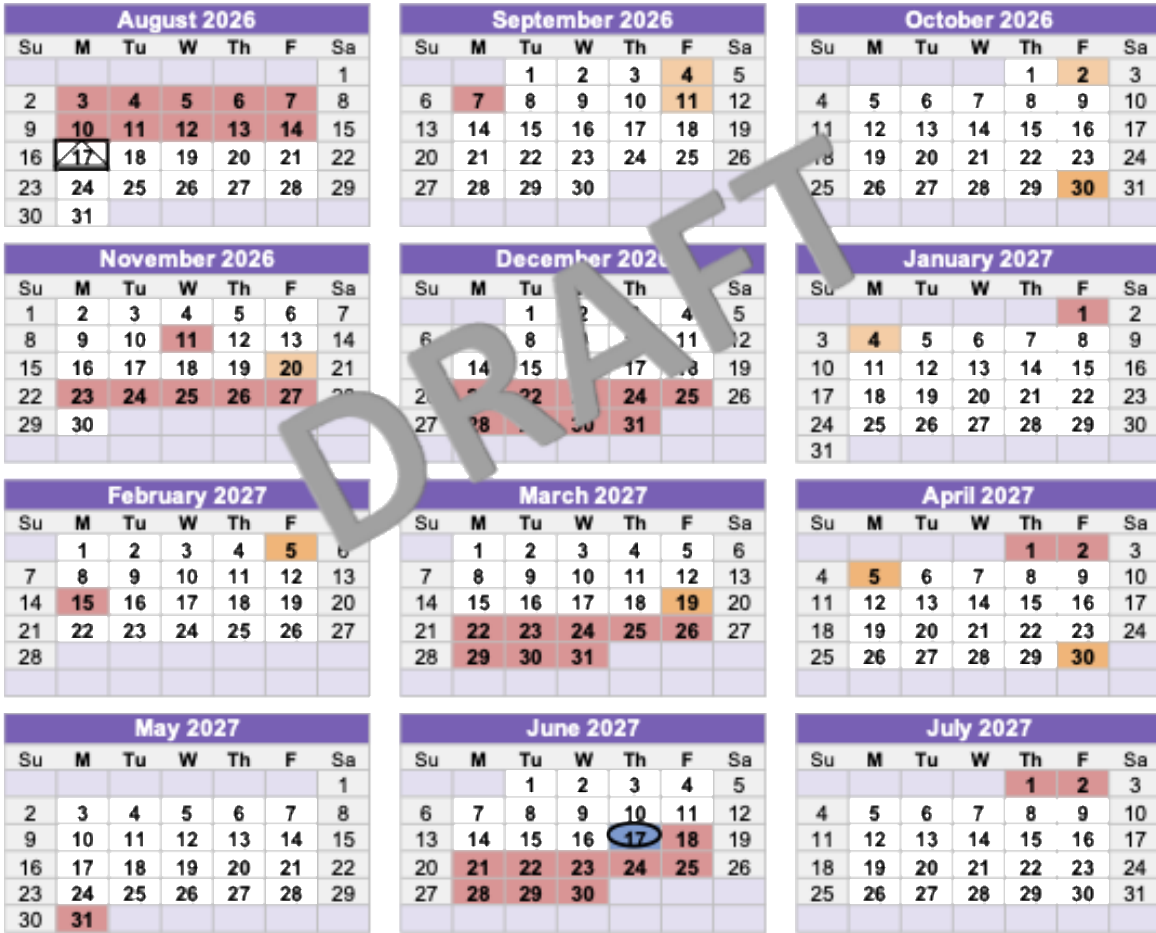 August 2026 September 2026 October 2026
Su M Tu W Th F Sa Su M Tu W Th F Sa Su M Tu W Th F Sa
1 1 2 3 4 5 1 2 3
2 3 4 5 6 7 8 6 7 8 9 10 11 12 4 5 6 7 8 9 10
9 10 11 12 13 14 15 13 14 15 16 17 18 19 11 12 13 14 15 16 17
16 17 18 19 20 21 22 20 21 22 23 24 25 26 18 19 20 21 22 23 24
23 24 25 26 27 28 29 27 28 29 30 25 26 27 28 29 30 31
30 31
November 2026 December 2026 January 2027
Su M Tu W Th F Sa Su M Tu W Sa Su M Tu W Th F Sa
1 2 3 4 5 6 7 1 2 4 5 1 2
8 9 10 11 12 13 14 6 8 11 12 3 4 5 6 7 8 9
15 16 17 18 19 20 21 14 15 17 18 19 10 11 12 13 14 15 16
22 23 24 25 26 27 28 22 24 25 26 17 18 19 20 21 22 23
29 30 27 28 30 31 24 25 26 27 28 29 30
31
DRAFT
February 2027 March 2027 April 2027
Su M Tu W Th F Sa Su M Tu W Th F Sa Su M Tu W Th F Sa
1 2 3 4 5 6 1 2 3 4 5 6 1 2 3
7 8 9 10 11 12 13 7 8 9 10 11 12 13 4 5 6 7 8 9 10
14 15 16 17 18 19 20 14 15 16 17 18 19 20 11 12 13 14 15 16 17
21 22 23 24 25 26 27 21 22 23 24 25 26 27 18 19 20 21 22 23 24
28 28 29 30 31 25 26 27 28 29 30
May 2027 June 2027 July 2027
Su M Tu W Th F Sa Su M Tu W Th F Sa Su M Tu W Th F Sa
1 1 2 3 4 5 1 2 3
2 3 4 5 6 7 8 6 7 8 9 10 11 12 4 5 6 7 8 9 10
9 10 11 12 13 14 15 13 14 15 16 17 18 19 11 12 13 14 15 16 17
16 17 18 19 20 21 22 20 21 22 23 24 25 26 18 19 20 21 22 23 24
23 24 25 26 27 28 29 27 28 29 30 25 26 27 28 29 30 31
30 31